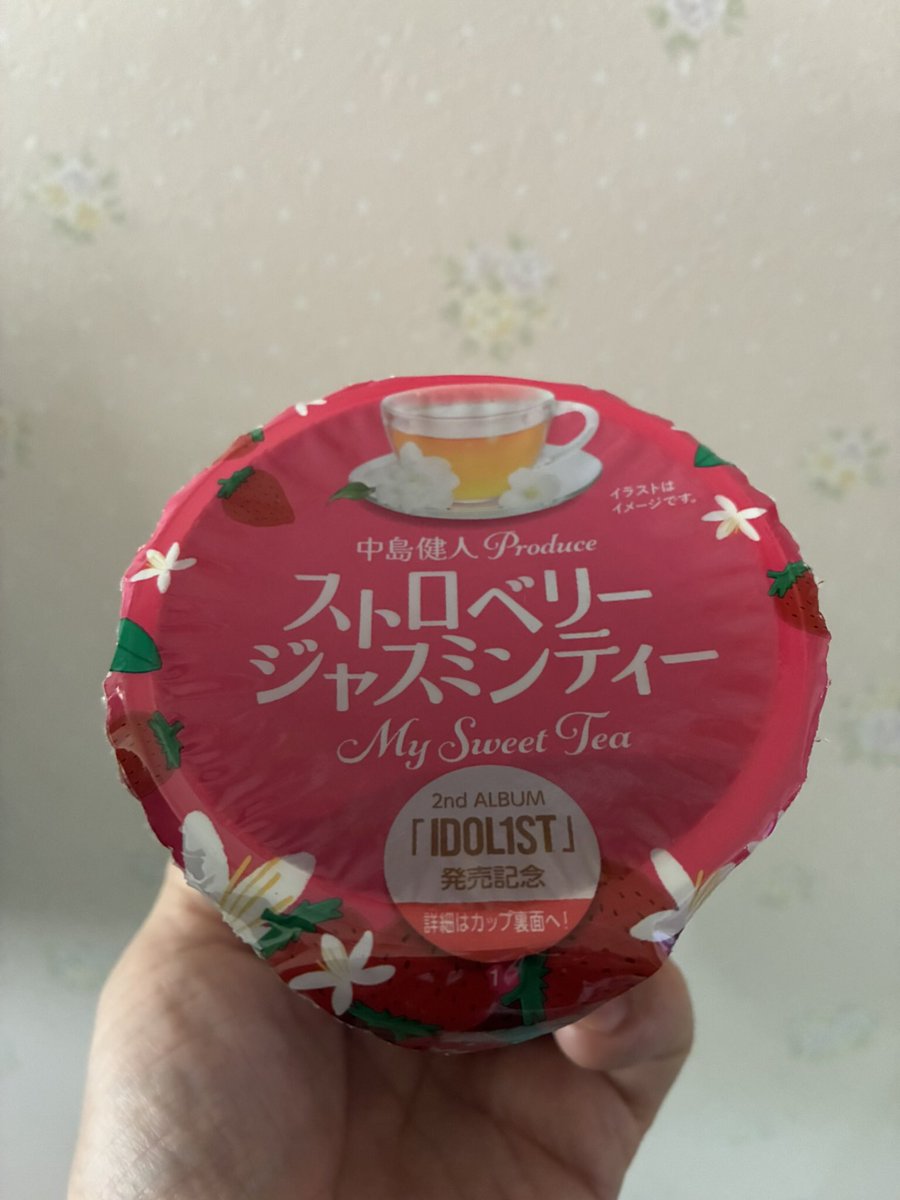 イラストは
イメージです。
中島健人 Produce
ストロベリー
ジャスミンティー
My Sweet Tea
2nd ALBUM
「IDOL1ST」
発売記念
詳細はカップ裏面へ!